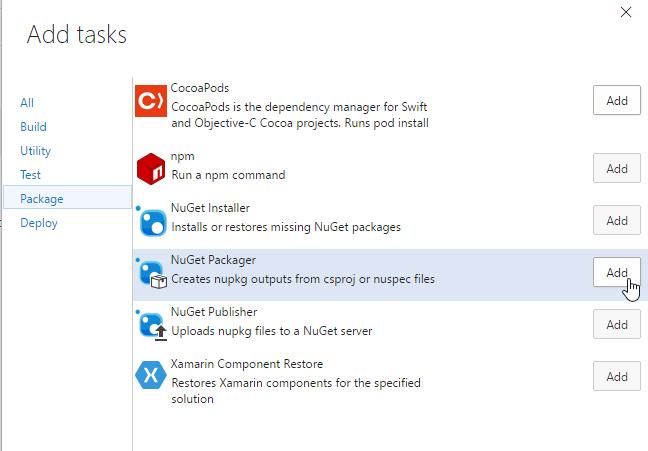 Add tasks
All
Build
Utility
Test
Package
Deploy
CocoaPods
CocoaPods is the dependency manager for Swift
and Objective-C Cocoa projects. Runs pod install
Add
npm
Run a npm command
Add
NuGet Installer
Installs or restores missing NuGet packages
Add
NuGet Packager
Creates nupkg outputs from csproj or nuspec files
Add
NuGet Publisher
Uploads nupkg files to a NuGet server
Add
Xamarin Component Restore
Restores Xamarin components for the specified
solution
Add